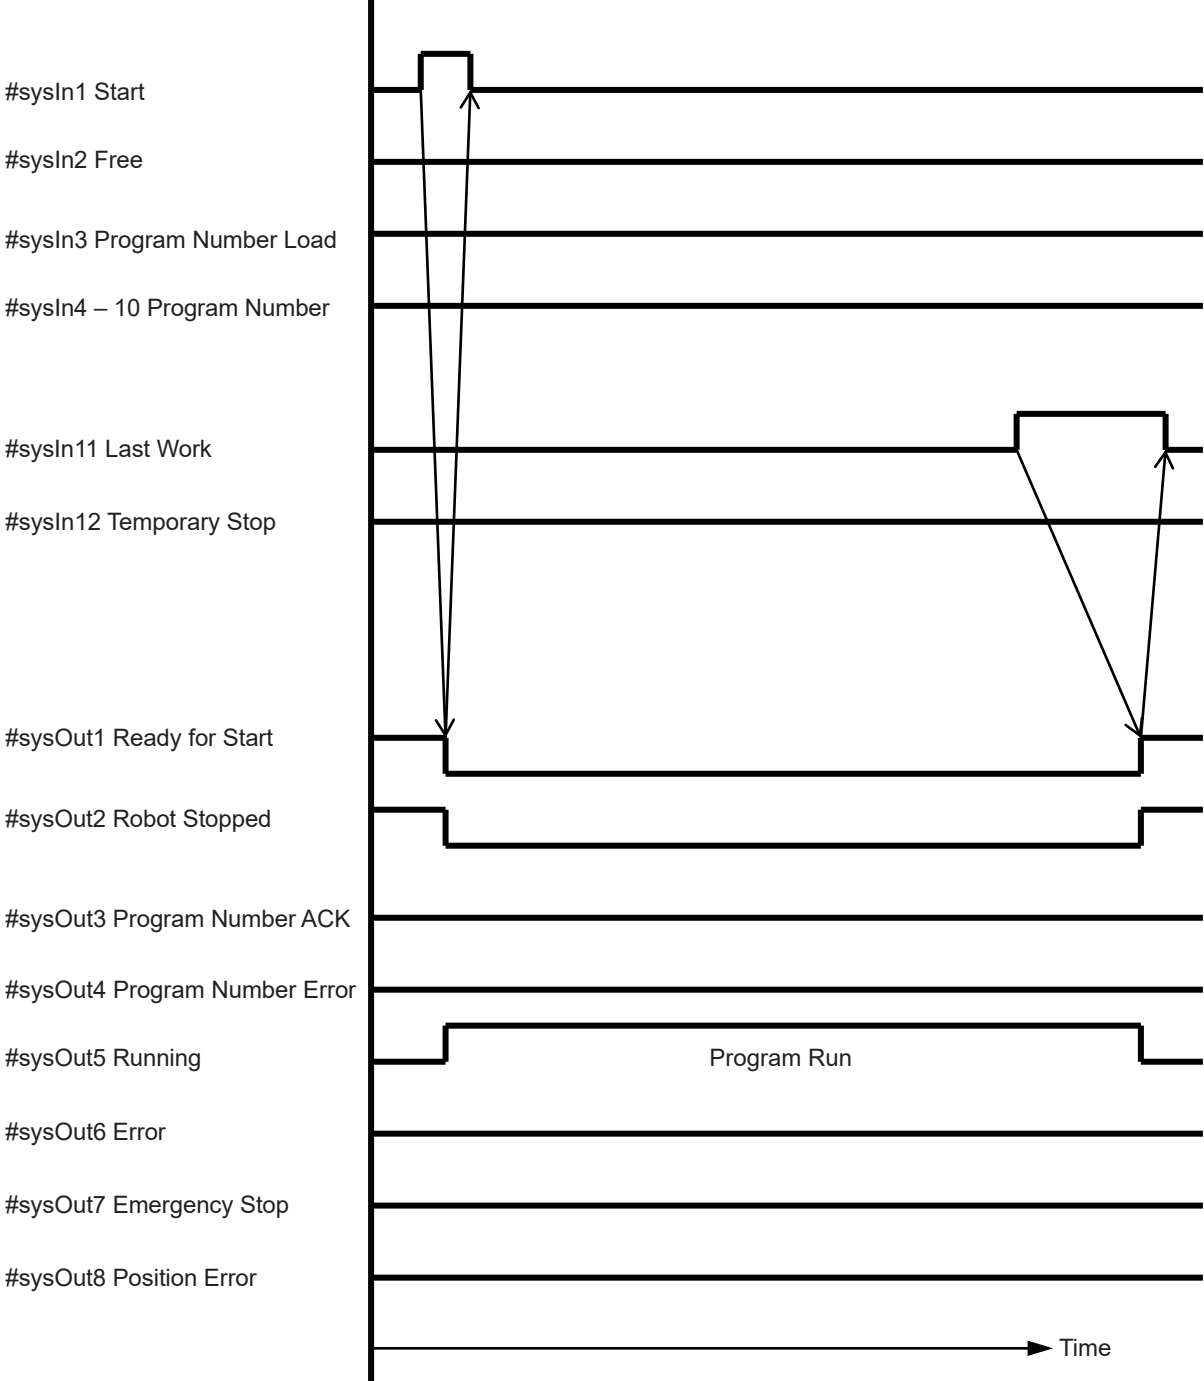 #sysIn1 Start
#sysIn2 Free
#sysIn3 Program Number Load
#sysIn4 – 10 Program Number
#sysIn11 Last Work
#sysIn12 Temporary Stop
#sysOut1 Ready for Start
#sysOut2 Robot Stopped
#sysOut3 Program Number ACK
#sysOut4 Program Number Error
#sysOut5 Running
Program Run
#sysOut6 Error
#sysOut7 Emergency Stop
#sysOut8 Position Error
Time